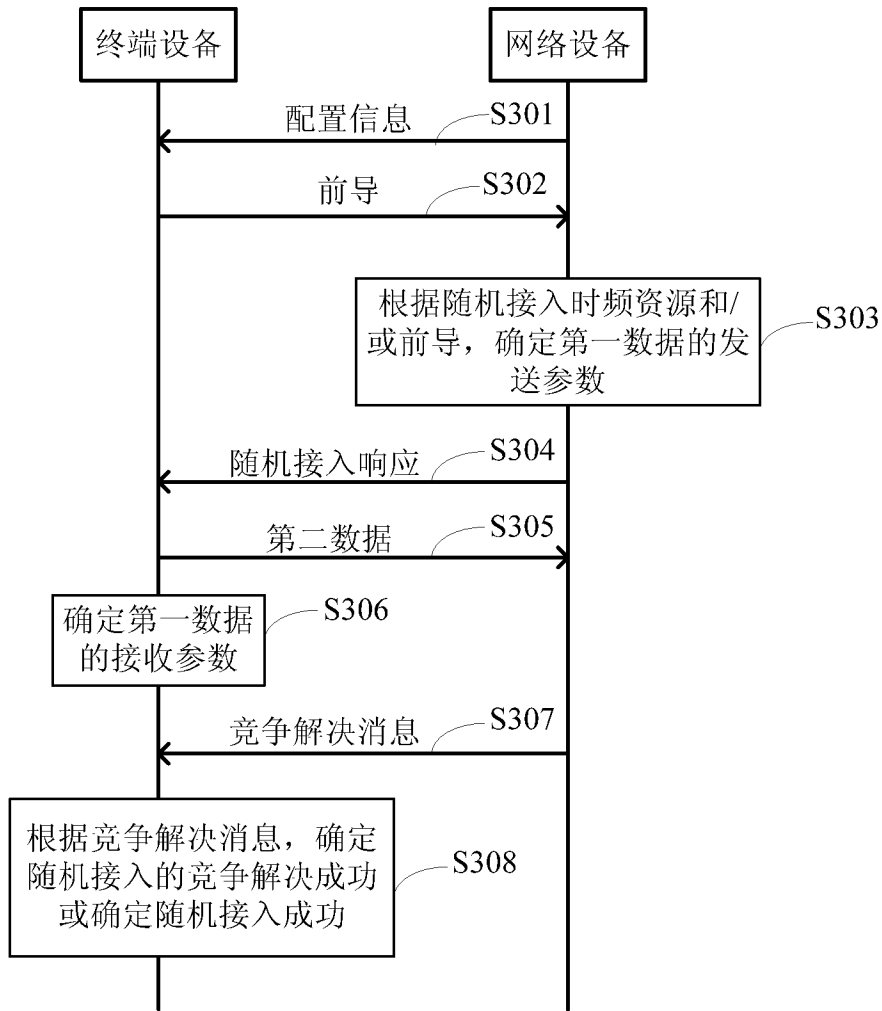 终端设备
网络设备
配置信息
S301
前导
S302
根据随机接入时频资源和/
或前导，确定第一数据的发
送参数
S303
随机接入响应
S304
第二数据
S305
确定第一数据
的接收参数
S306
竞争解决消息
S307
根据竞争解决消息，确定
随机接入的竞争解决成功
或确定随机接入成功
S308